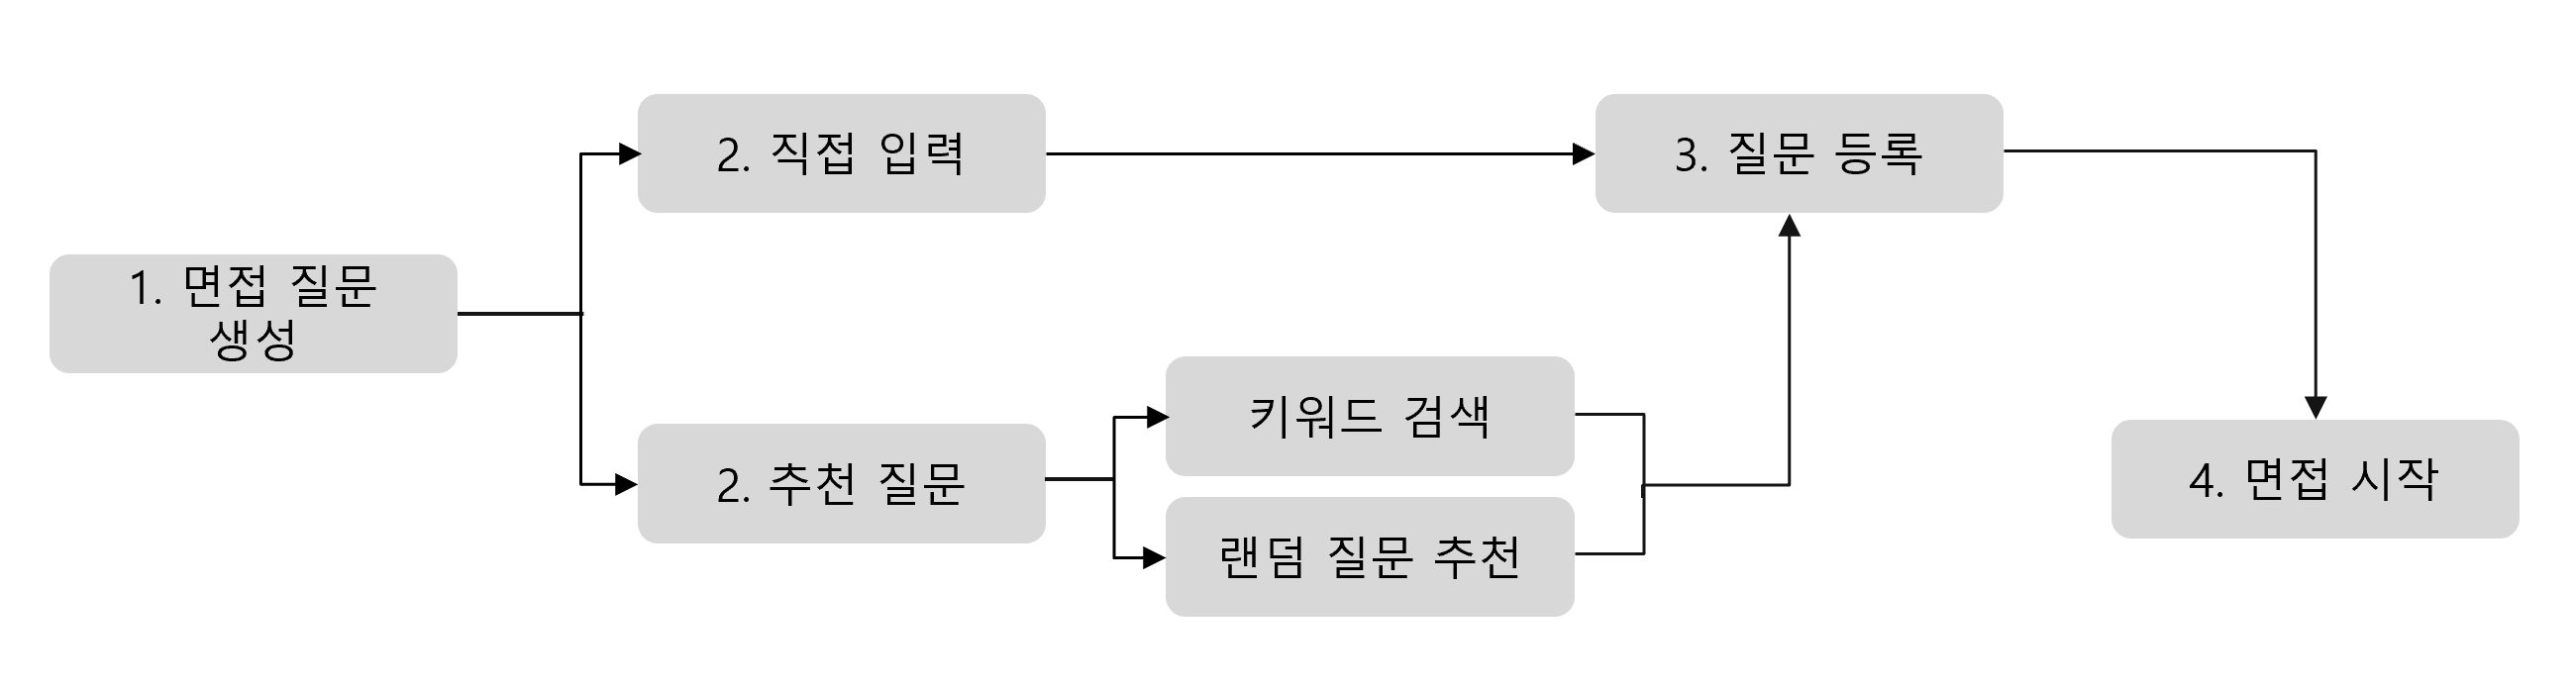 1. 면접 질문
생성
2. 직접 입력
3. 질문 등록
2. 추천 질문
키워드 검색
랜덤 질문 추천
4. 면접 시작